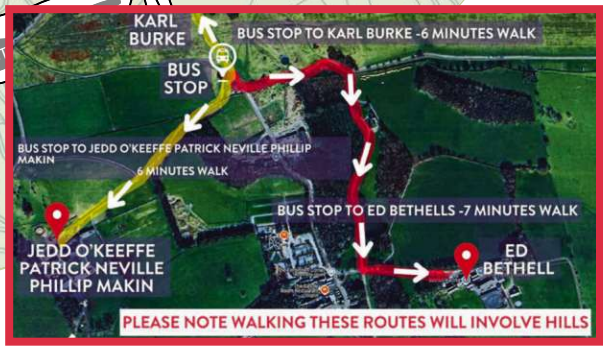 KARL
BURKE
BUS STOP TO KARL BURKE -6 MINUTES WALK
BUS
STOP
BUS STOP TO JEDD O'KEEFFE PATRICK NEVILLE PHILLIP
MAKIN
6 MINUTES WALK
BUS STOP TO ED BETHELLS -7 MINUTES WALK
JEDD O'KEEFFE
PATRICK NEVILLE
PHILLIP MAKIN
ED
BETHELL
PLEASE NOTE WALKING THESE ROUTES WILL INVOLVE HILLS